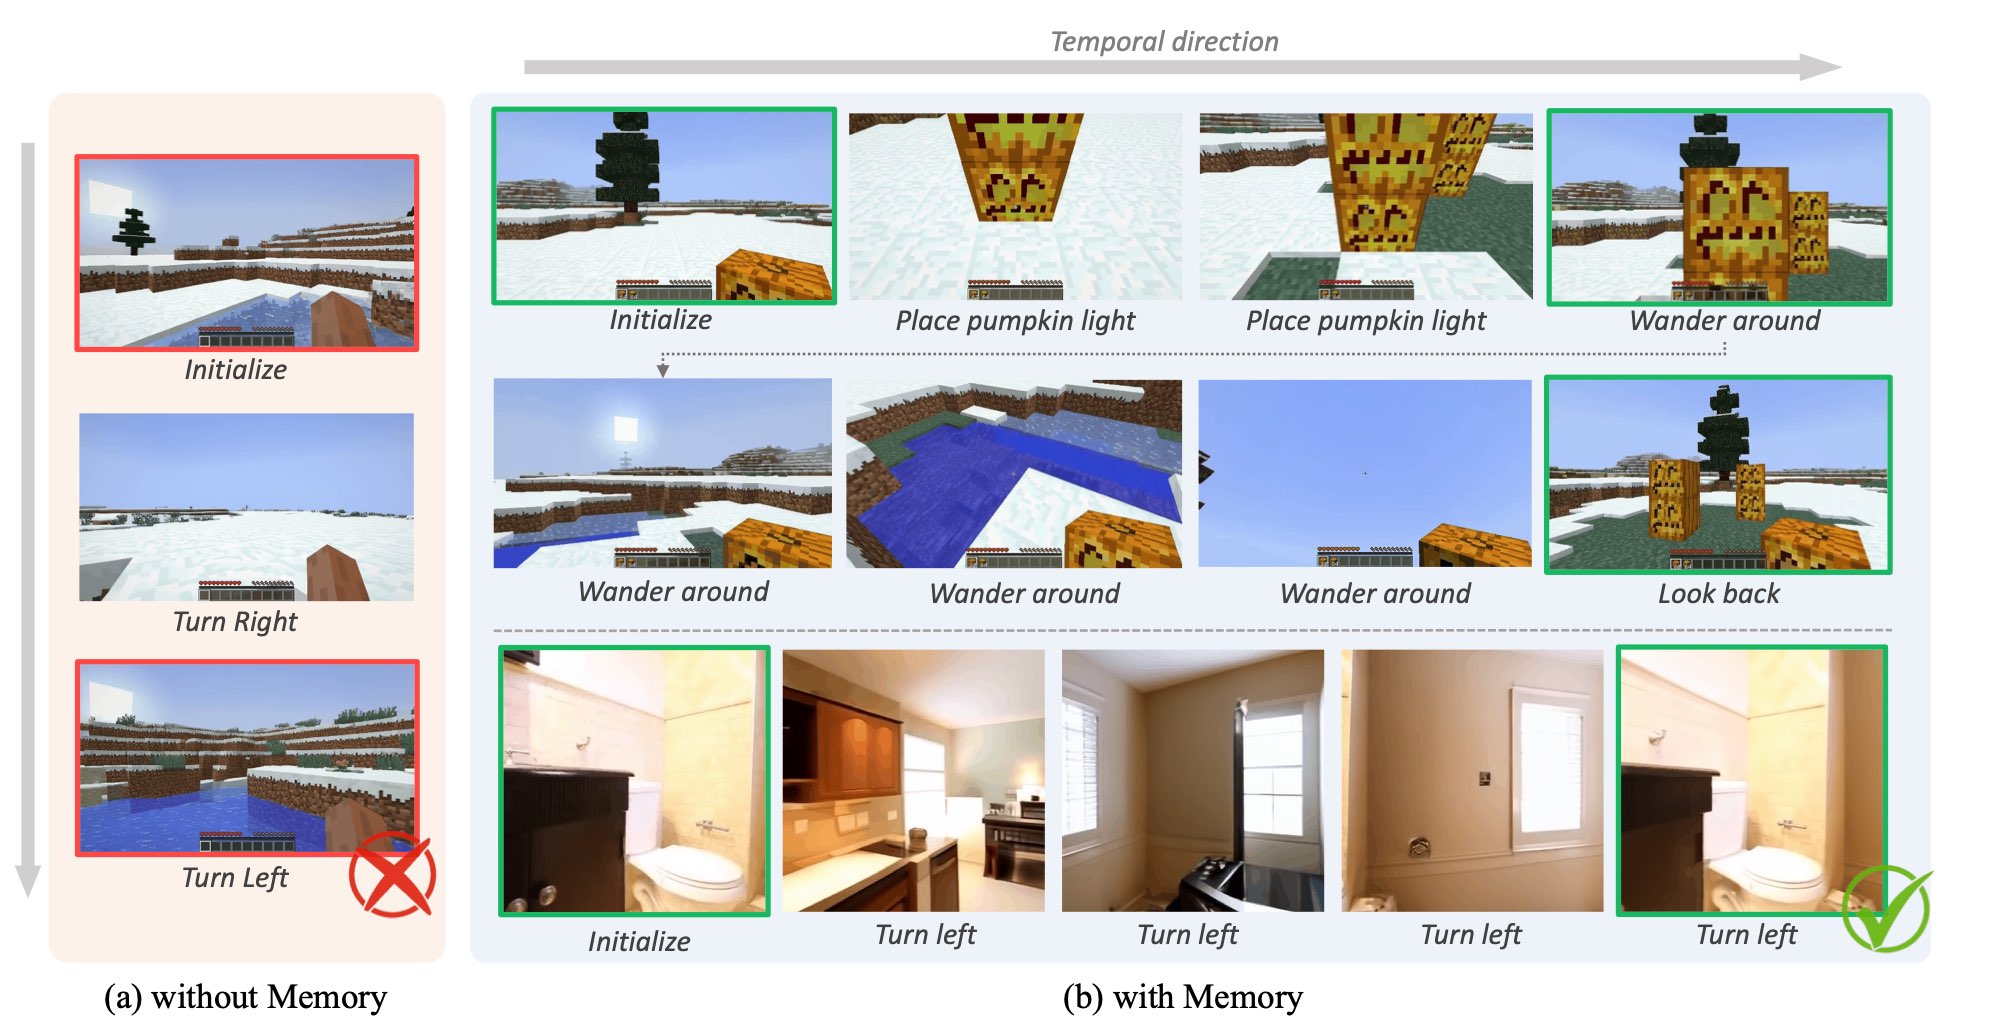 Temporal direction
Initialize
Turn Right
Turn Left
(a) without Memory
Initialize
Place pumpkin light
Place pumpkin light
Wander around
Wander around
Wander around
Wander around
Look back
Initialize
Turn left
Turn left
Turn left
Turn left
(b) with Memory